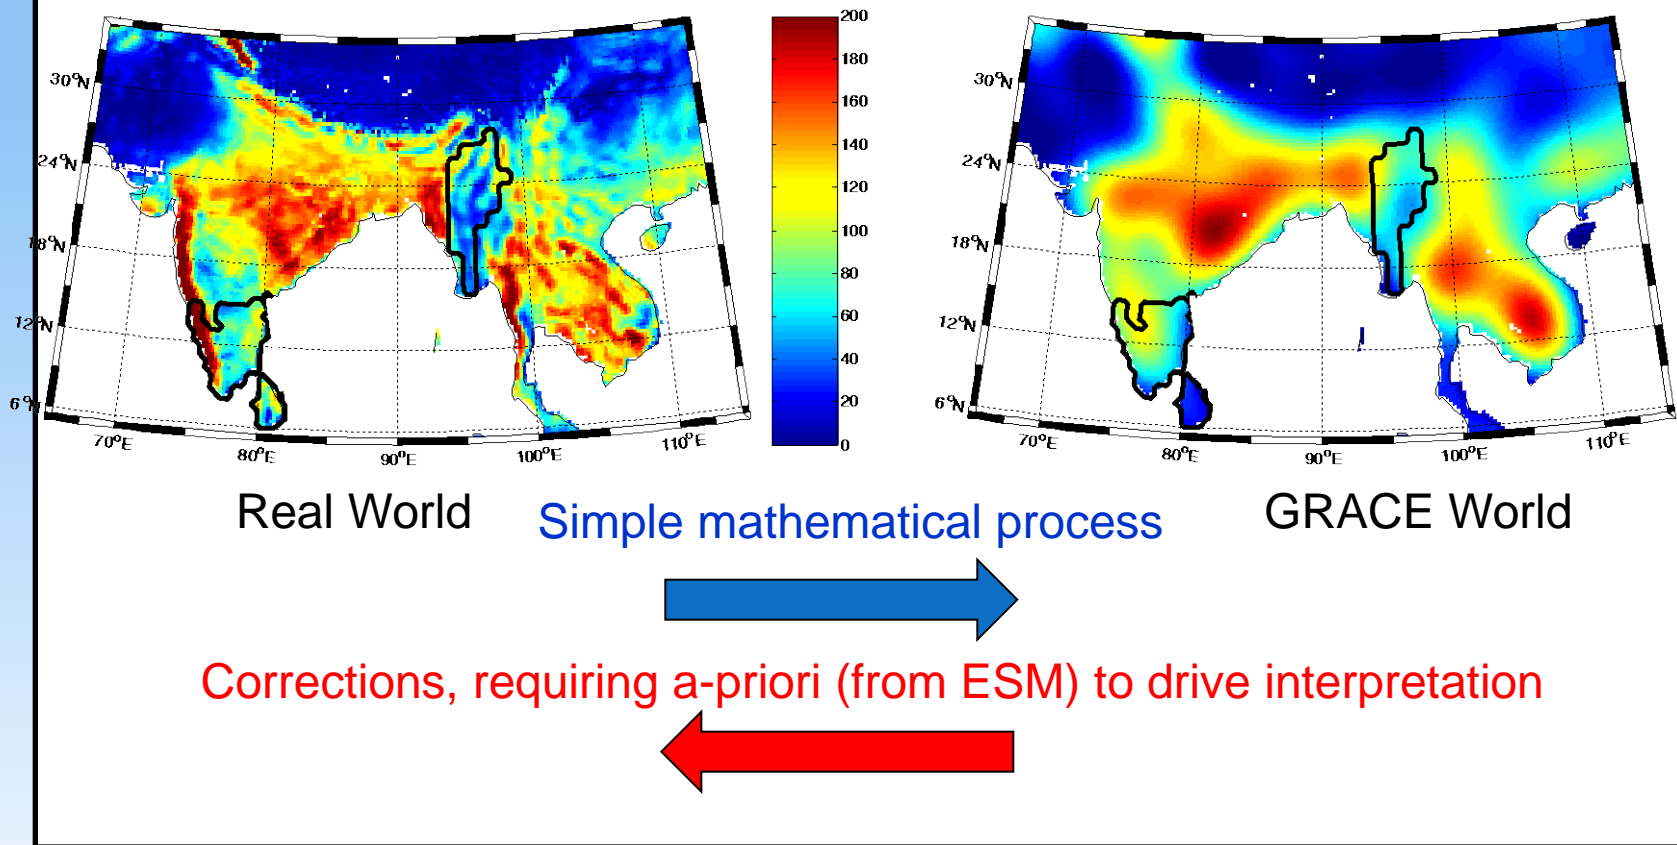 200
180
160
140
120
100
80
60
40
20
0
30°N
24°N
18°N
12°N
6°N
70°E
80°E
90°E
100°E
110°E
30°N
24°N
18°N
12°N
6°N
70°E
80°E
90°E
100°E
110°E
Real World
Simple mathematical process
GRACE World
Corrections, requiring a-priori (from ESM) to drive interpretation